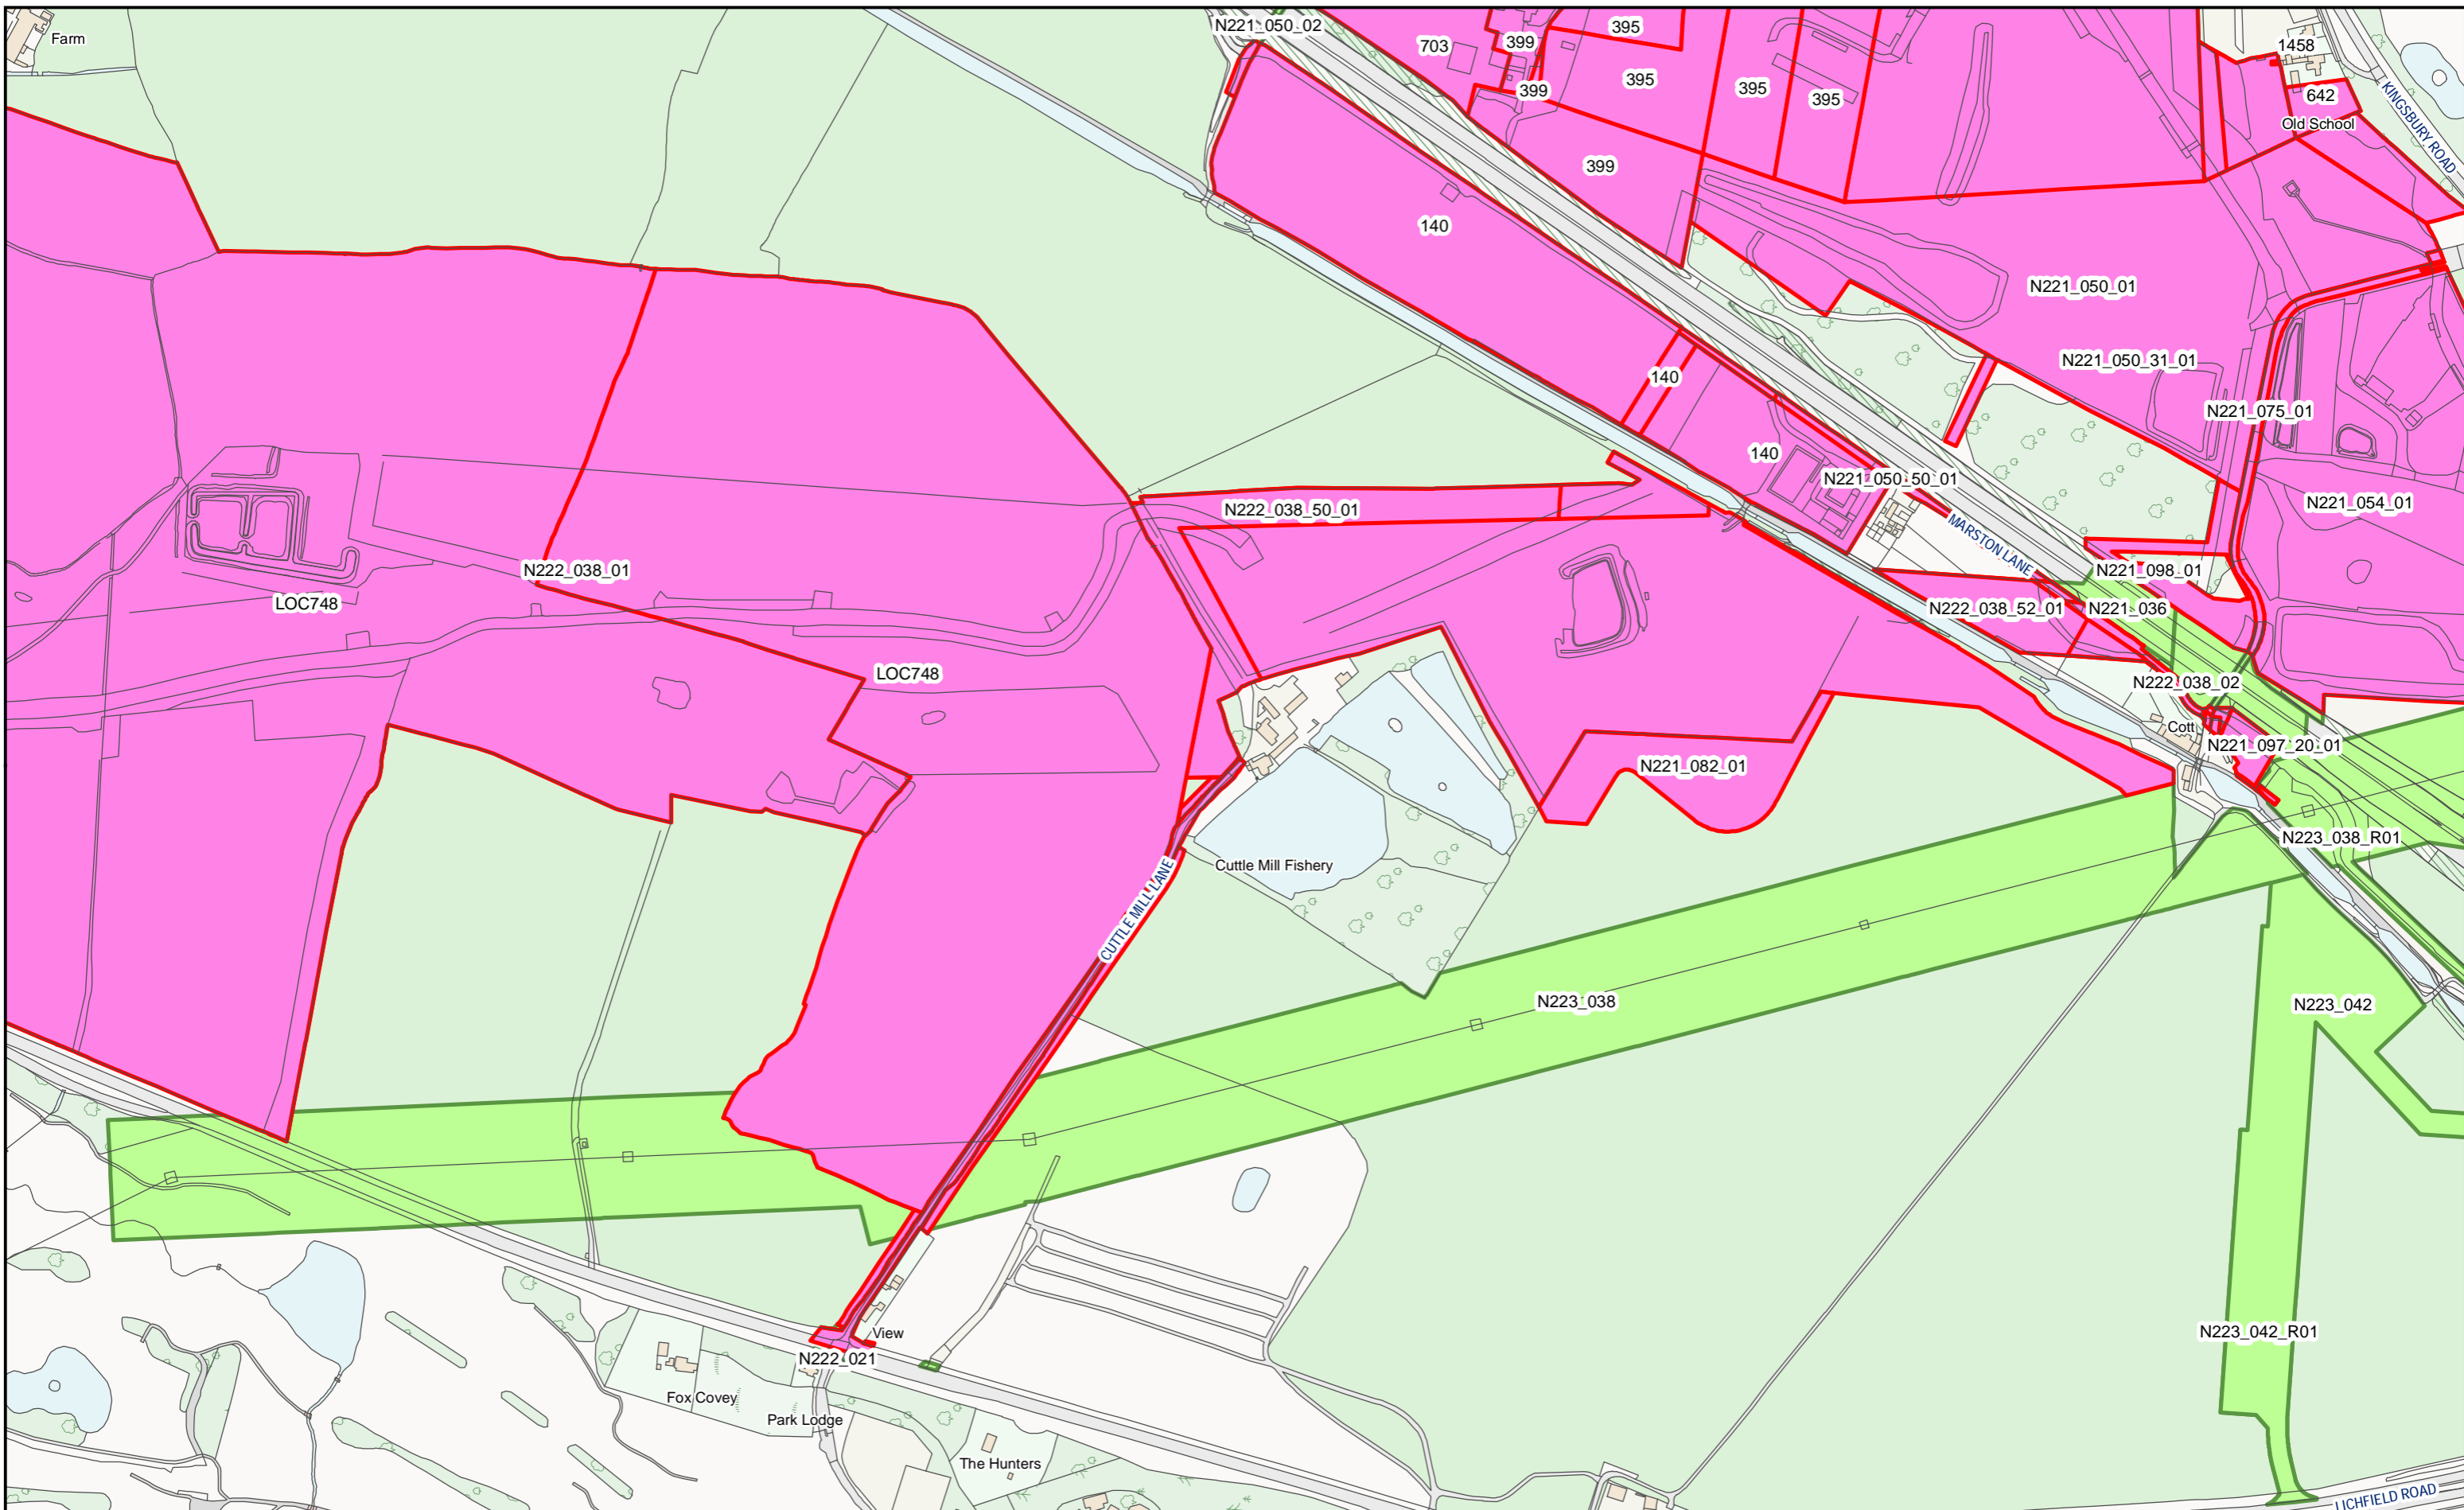 N221_050_02
395
Farm
703
399
1458
395
399
395
395
642
KINGSBURY ROAD
Old School
399
140
N221_050_01
N221_050_31_01
140
N221_075_01
140
N221_050_50_01
N221_054_01
N222_038_50_01
MARSTON LANE
N222_038_01
N221_098_01
LOC748
N222_038_52_01
N221_036
LOC748
N222_038_02
Cott
N221_097_20_01
N221_082_01
N223_038_R01
Cuttle Mill Fishery
CUTTLE MILL LANE
N223_038
N223_042
View
N223_042_R01
N222_021
Fox Covey
Park Lodge
The Hunters
LICHFIELD ROAD